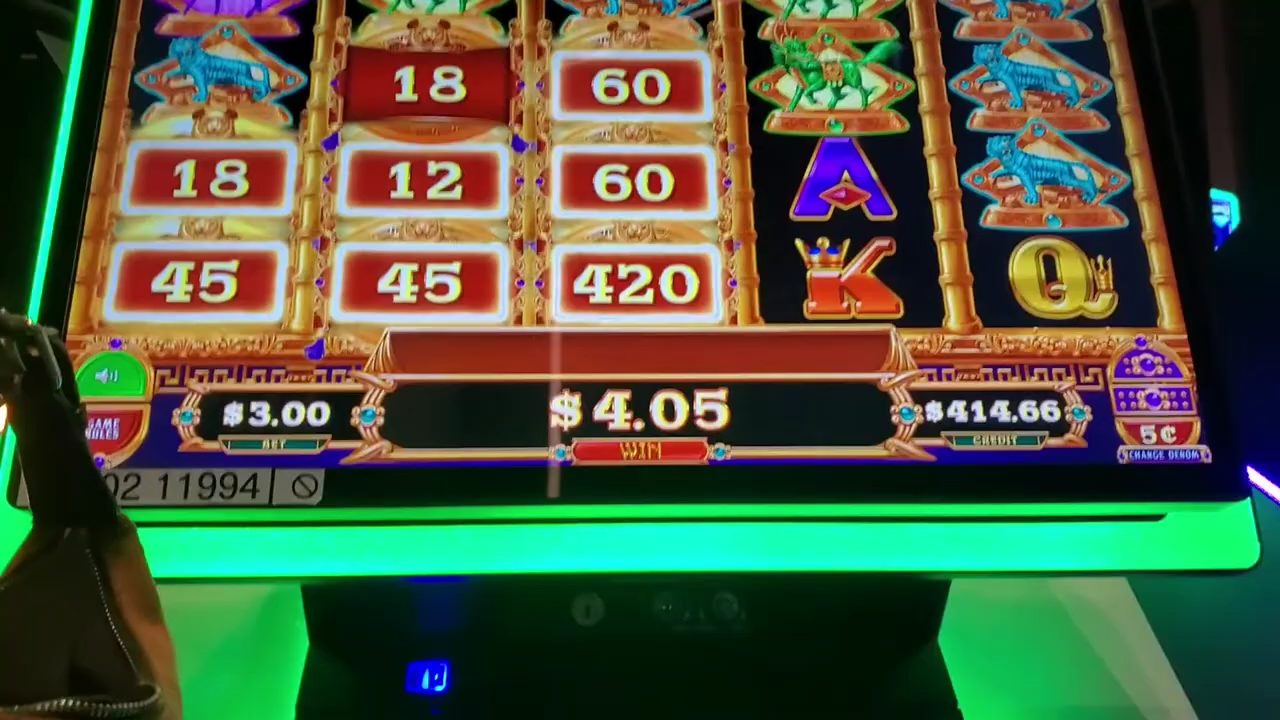 18 60
18 12 60 A
45 45 420 K Q
$3.00 $4.05 $414.66
BET WIN CREDIT
GAME RULES
5¢
CHANGE DENOM
02 11994